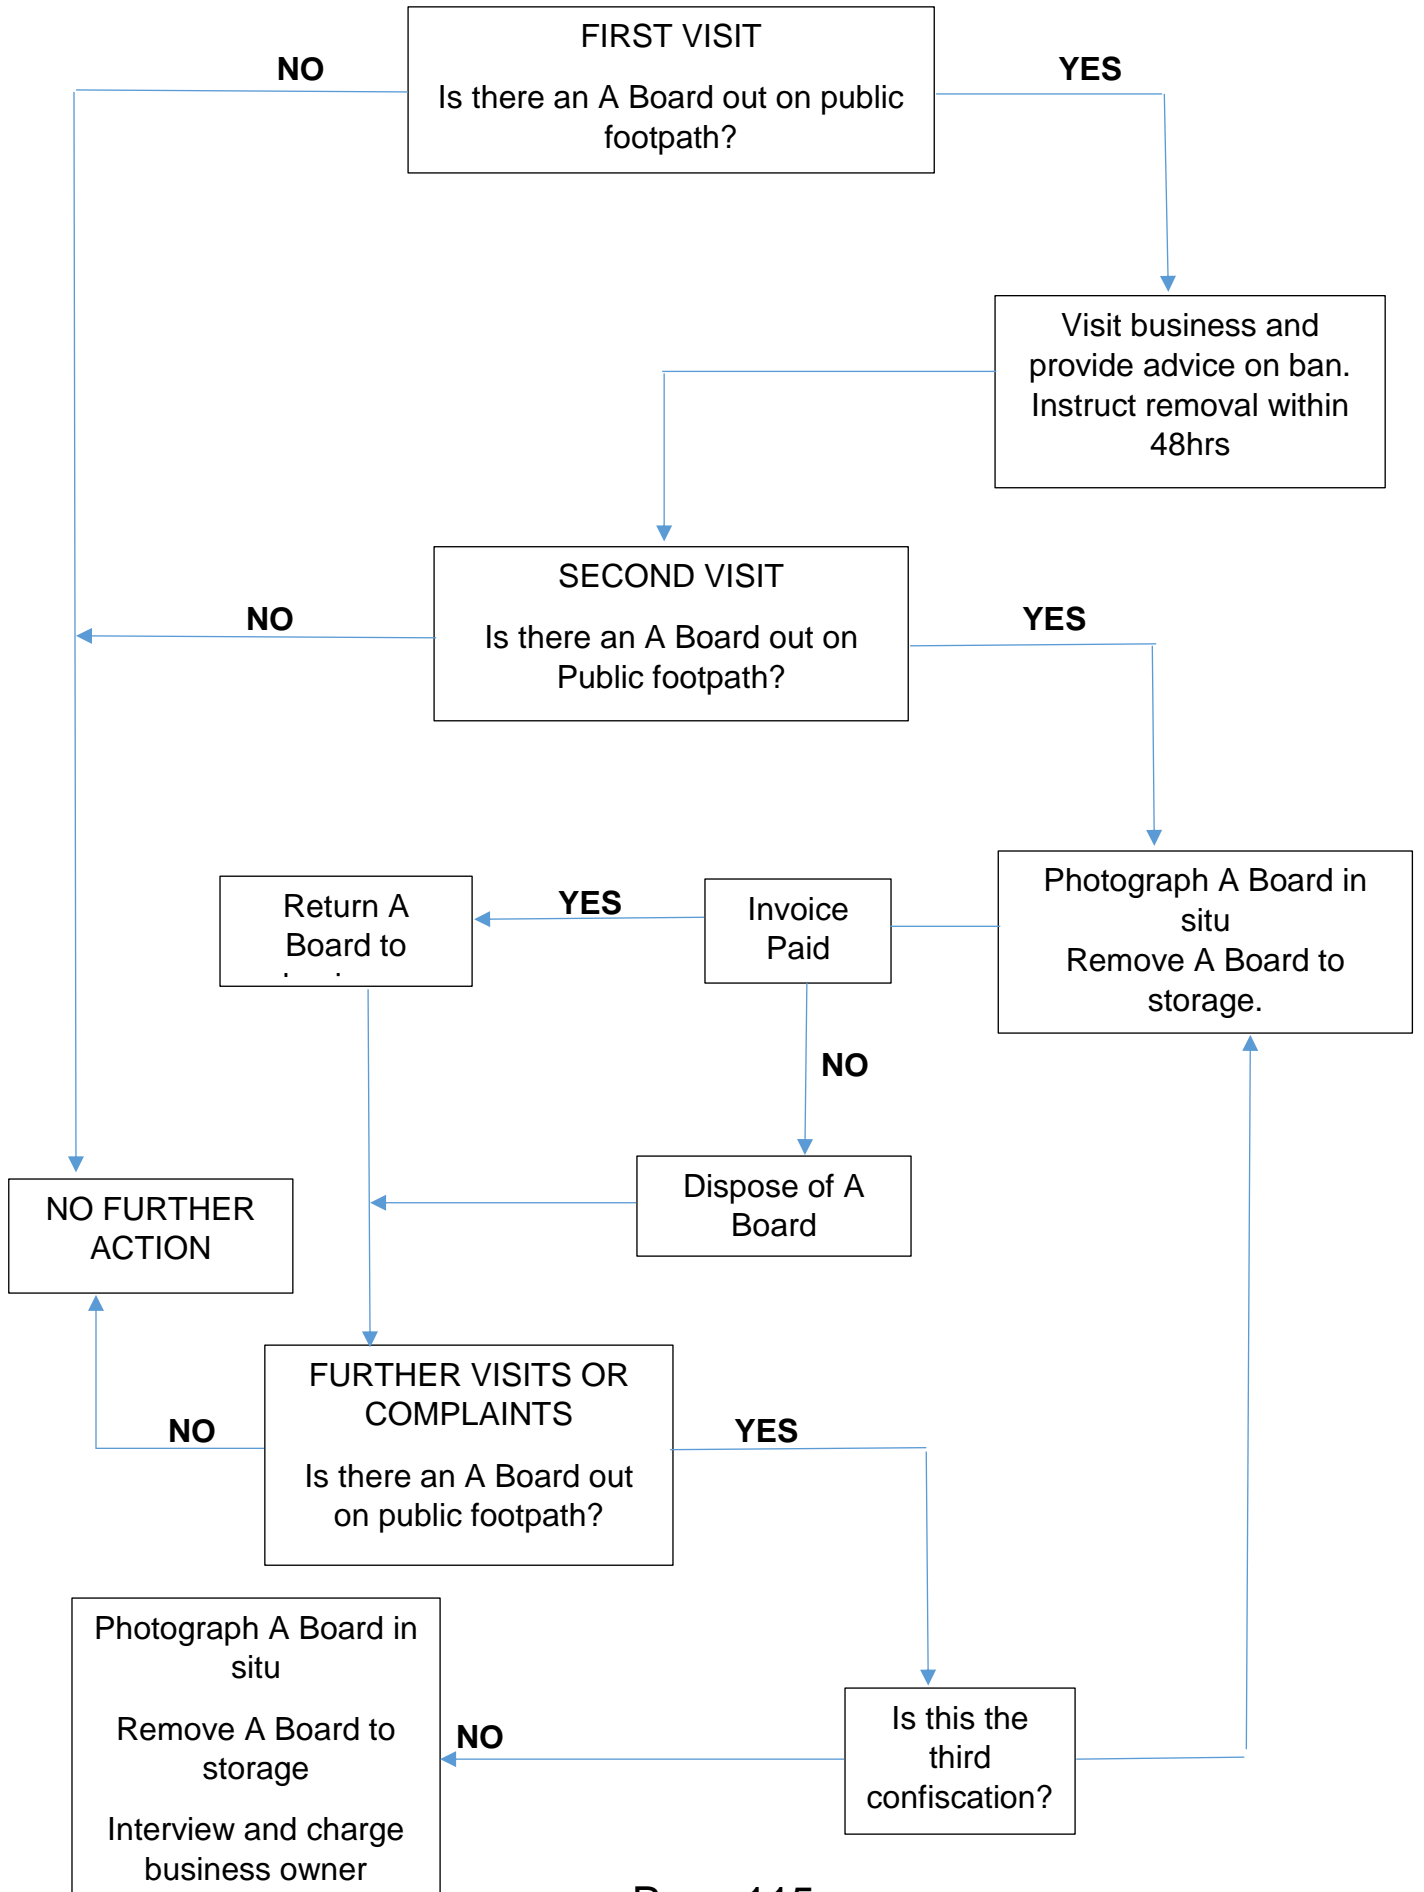 FIRST VISIT
NO
YES
Is there an A Board out on public
footpath?
Visit business and
provide advice on ban.
Instruct removal within
48hrs
SECOND VISIT
NO
YES
Is there an A Board out on
Public footpath?
Photograph A Board in
situ
Remove A Board to
storage.
Invoice
Paid
YES
Return A
Board to
NO
Dispose of A
Board
NO FURTHER
ACTION
FURTHER VISITS OR
COMPLAINTS
NO
YES
Is there an A Board out
on public footpath?
Is this the
third
confiscation?
NO
Photograph A Board in
situ
Remove A Board to
storage
Interview and charge
business owner